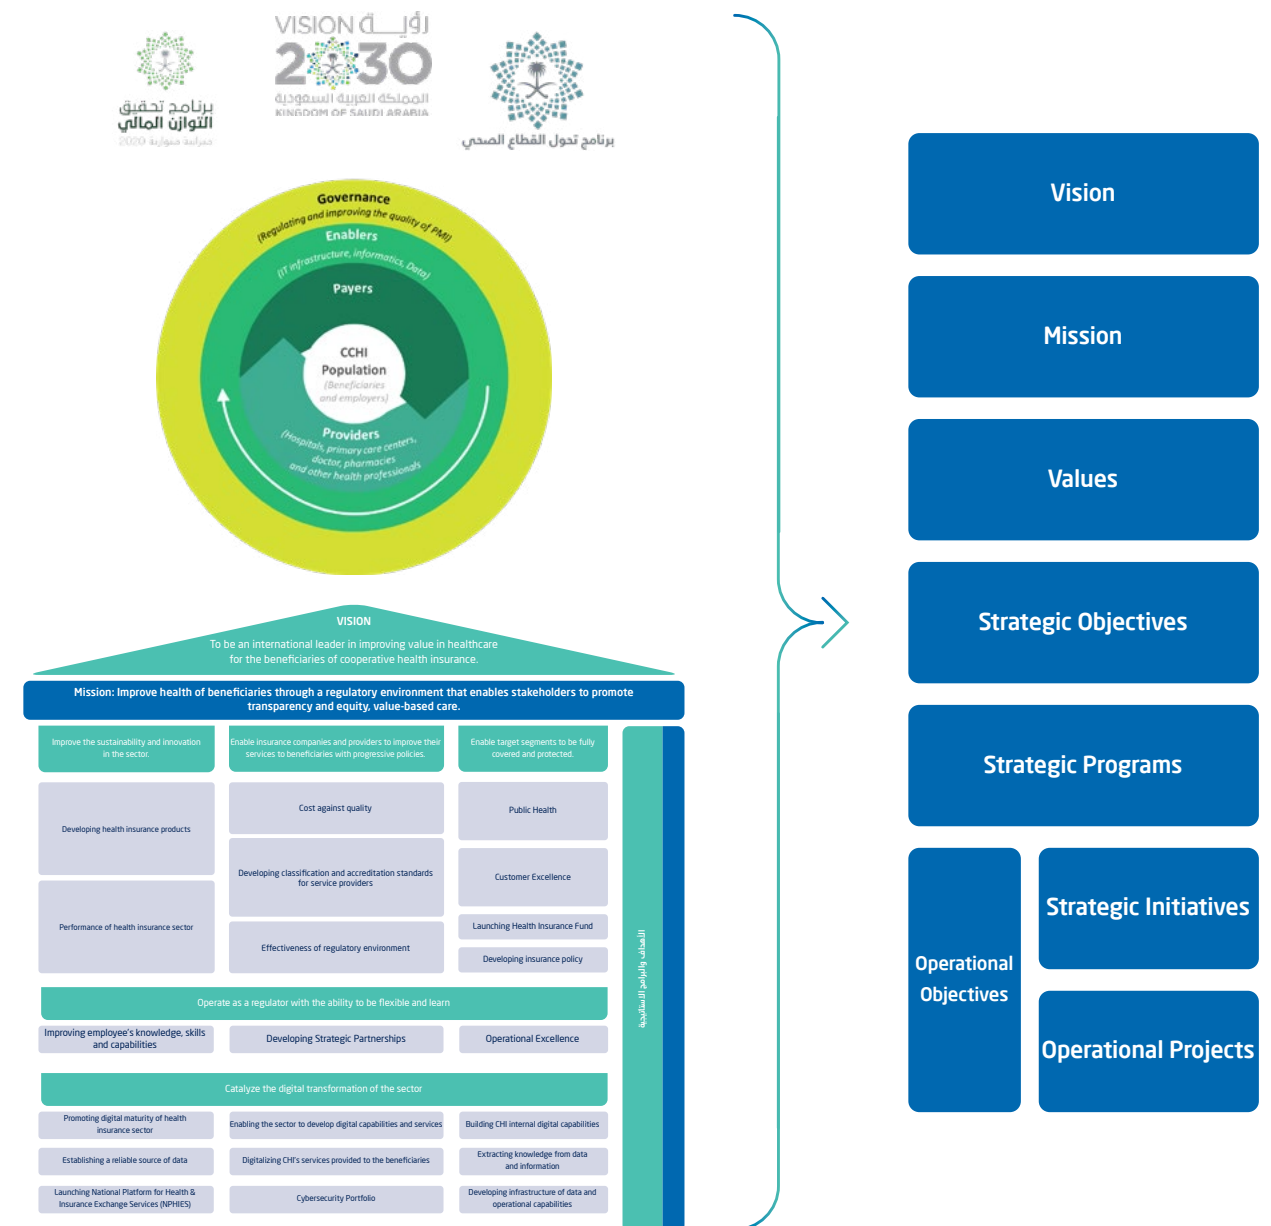 برنامج تحقيق
التوازن المالي
ميزانية متوازنة 2020
VISION رؤية
2030
المملكة العربية السعودية
KINGDOM OF SAUDI ARABIA
برنامج تحول القطاع الصحي
Governance
(Regulating and improving the quality of PMI)
Enablers
(IT infrastructure, informatics, Data)
Payers
CCHI
Population
(Beneficiaries
and employers)
Providers
(Hospitals, primary care centers,
doctor, pharmacies
and other health professionals
VISION
To be an international leader in improving value in healthcare
for the beneficiaries of cooperative health insurance.
Mission: Improve health of beneficiaries through a regulatory environment that enables stakeholders to promote
transparency and equity, value-based care.
Improve the sustainability and innovation
in the sector.
Enable insurance companies and providers to improve their
services to beneficiaries with progressive policies.
Enable target segments to be fully
covered and protected.
Developing health insurance products
Performance of health insurance sector
Cost against quality
Developing classification and accreditation standards
for service providers
Effectiveness of regulatory environment
Public Health
Customer Excellence
Launching Health Insurance Fund
Developing insurance policy
Operate as a regulator with the ability to be flexible and learn
Improving employee's knowledge, skills
and capabilities
Developing Strategic Partnerships
Operational Excellence
Catalyze the digital transformation of the sector
Promoting digital maturity of health
insurance sector
Enabling the sector to develop digital capabilities and services
Building CHI internal digital capabilities
Establishing a reliable source of data
Digitalizing CHI's services provided to the beneficiaries
Extracting knowledge from data
and information
Launching National Platform for Health &
Insurance Exchange Services (NPHIES)
Cybersecurity Portfolio
Developing infrastructure of data and
operational capabilities
الأهداف والبرامج الاستاتيجية
Vision
Mission
Values
Strategic Objectives
Strategic Programs
Operational
Objectives
Strategic Initiatives
Operational Projects